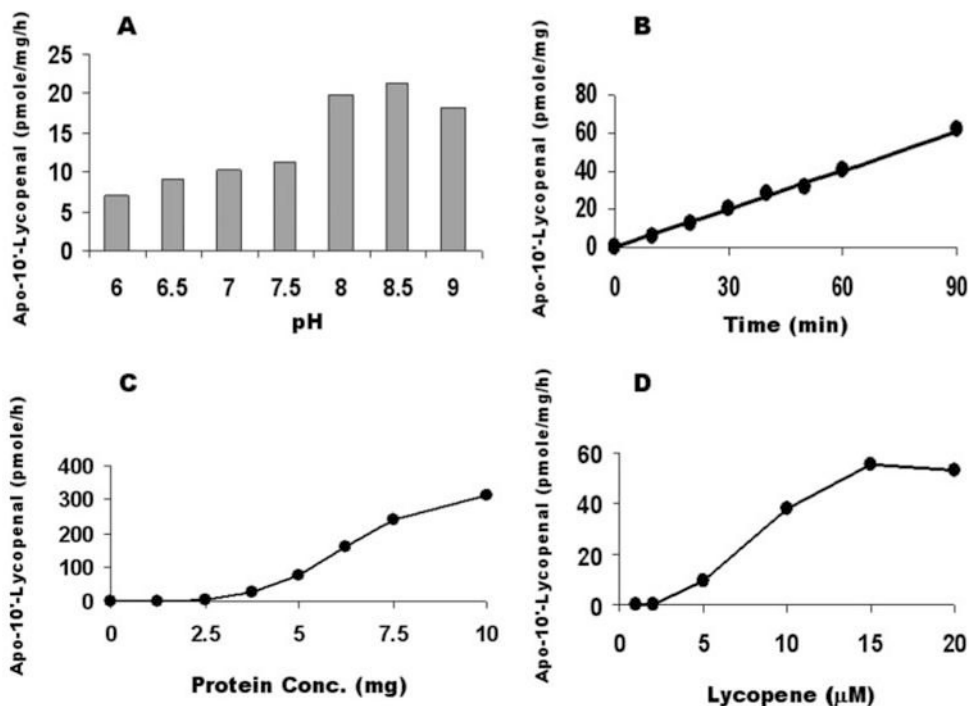 A
Apo-10'-Lycopenal (pmole/mg/h)
25
20
15
10
5
0
6 6.5 7 7.5 8 8.5 9
pH
B
Apo-10'-Lycopenal (pmole/mg)
80
60
40
20
0
0 30 60 90
Time (min)
C
Apo-10'-Lycopenal (pmole/h)
400
300
200
100
0
0 2.5 5 7.5 10
Protein Conc. (mg)
D
Apo-10'-Lycopenal (pmole/mg/h)
60
40
20
0
0 5 10 15 20
Lycopene (μM)